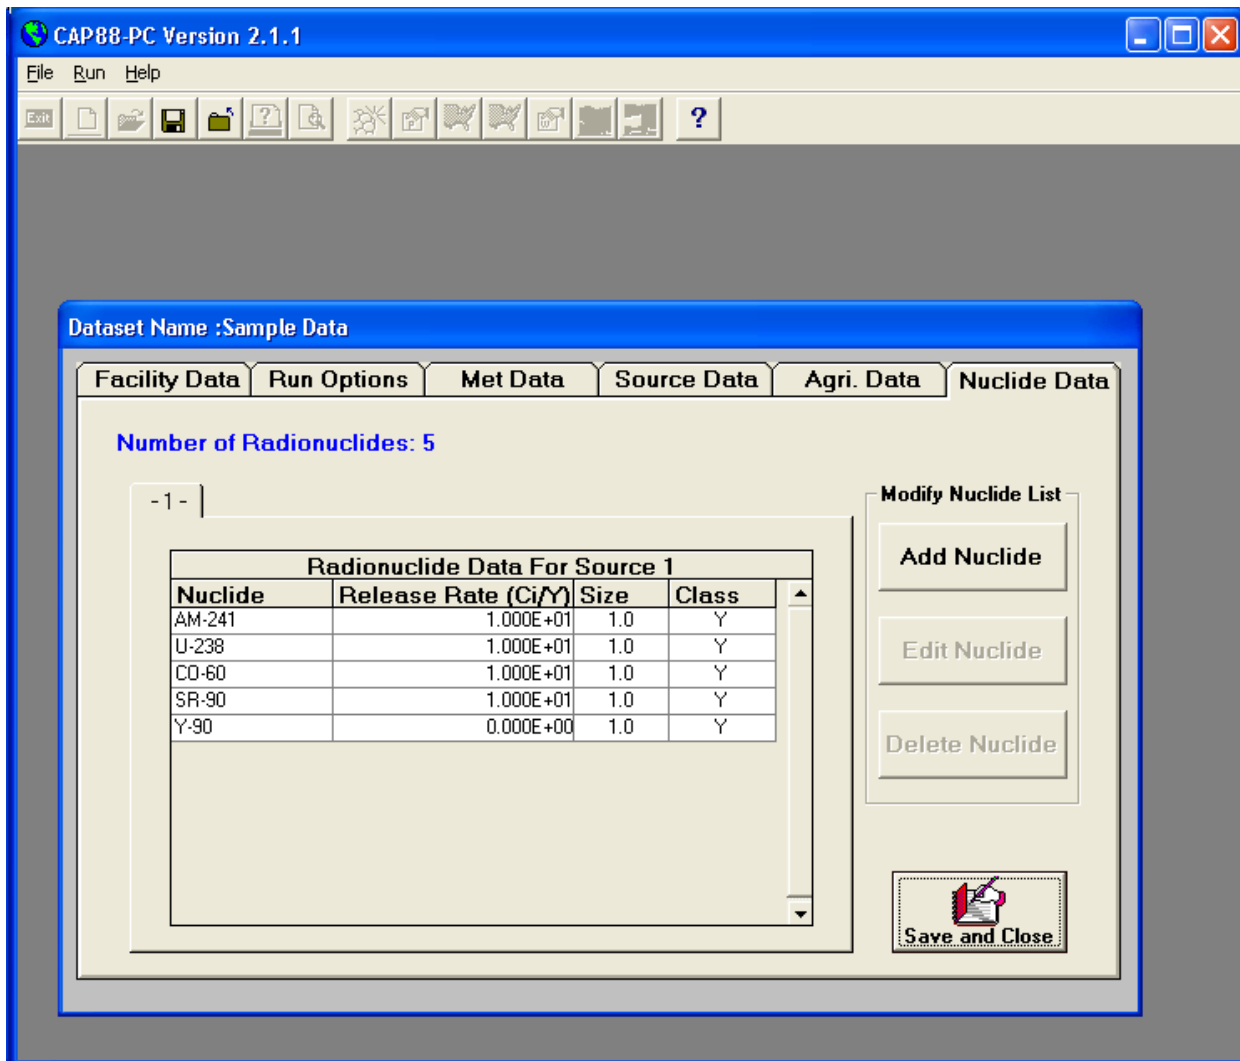 CAP88-PC Version 2.1.1
File Run Help
Exit ?
Dataset Name :Sample Data
Facility Data Run Options Met Data Source Data Agri. Data Nuclide Data
Number of Radionuclides: 5
- 1 -
Modify Nuclide List
Radionuclide Data For Source 1
Nuclide Release Rate (Ci/Y) Size Class
AM-241 1.000E+01 1.0 Y
U-238 1.000E+01 1.0 Y
CO-60 1.000E+01 1.0 Y
SR-90 1.000E+01 1.0 Y
Y-90 0.000E+00 1.0 Y
Add Nuclide
Edit Nuclide
Delete Nuclide
Save and Close